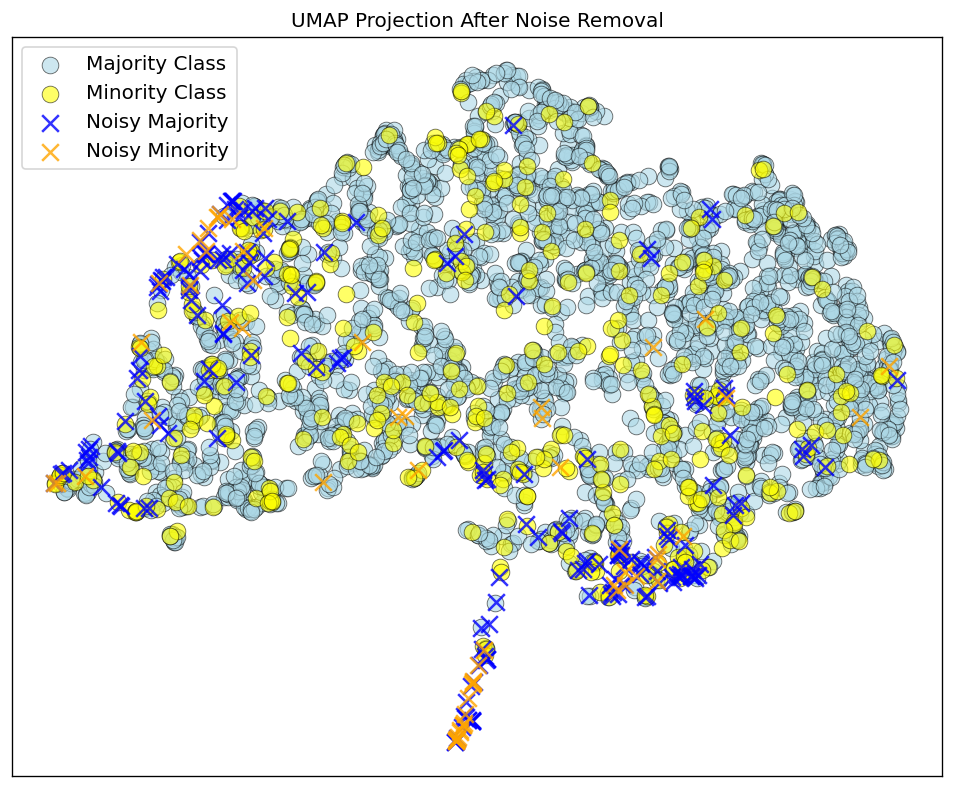 UMAP Projection After Noise Removal
Majority Class
Minority Class
Noisy Majority
Noisy Minority